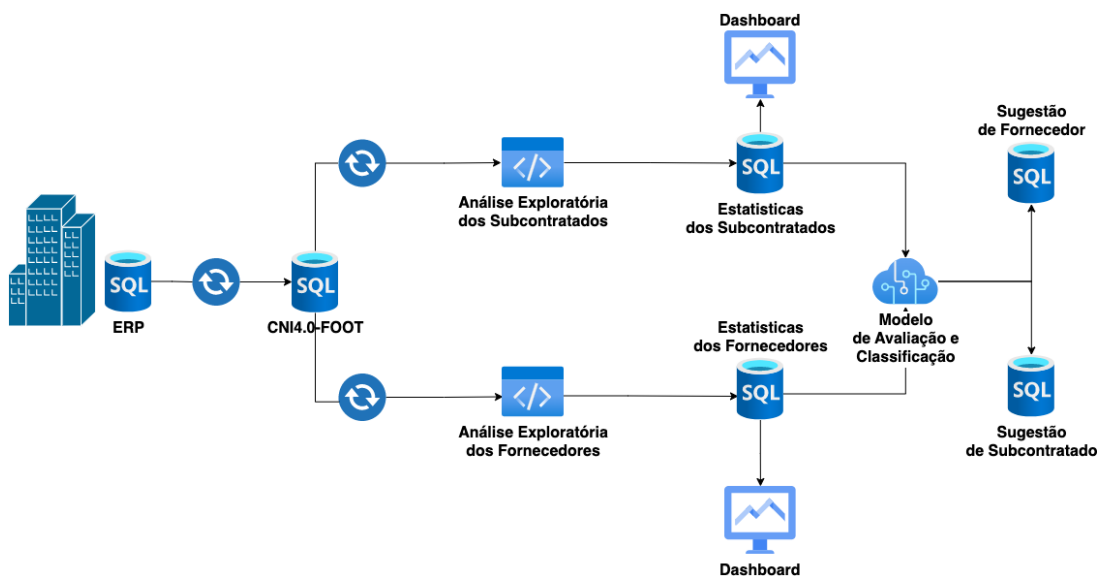 Dashboard
SQL
Sugestão
de Fornecedor
SQL
</>
Análise Exploratória
dos Subcontratados
Estatisticas
dos Subcontratados
SQL
ERP
SQL
CNI4.0-FOOT
Modelo
de Avaliação e
Classificação
Estatisticas
dos Fornecedores
SQL
</>
Análise Exploratória
dos Fornecedores
SQL
Sugestão
de Subcontratado
Dashboard